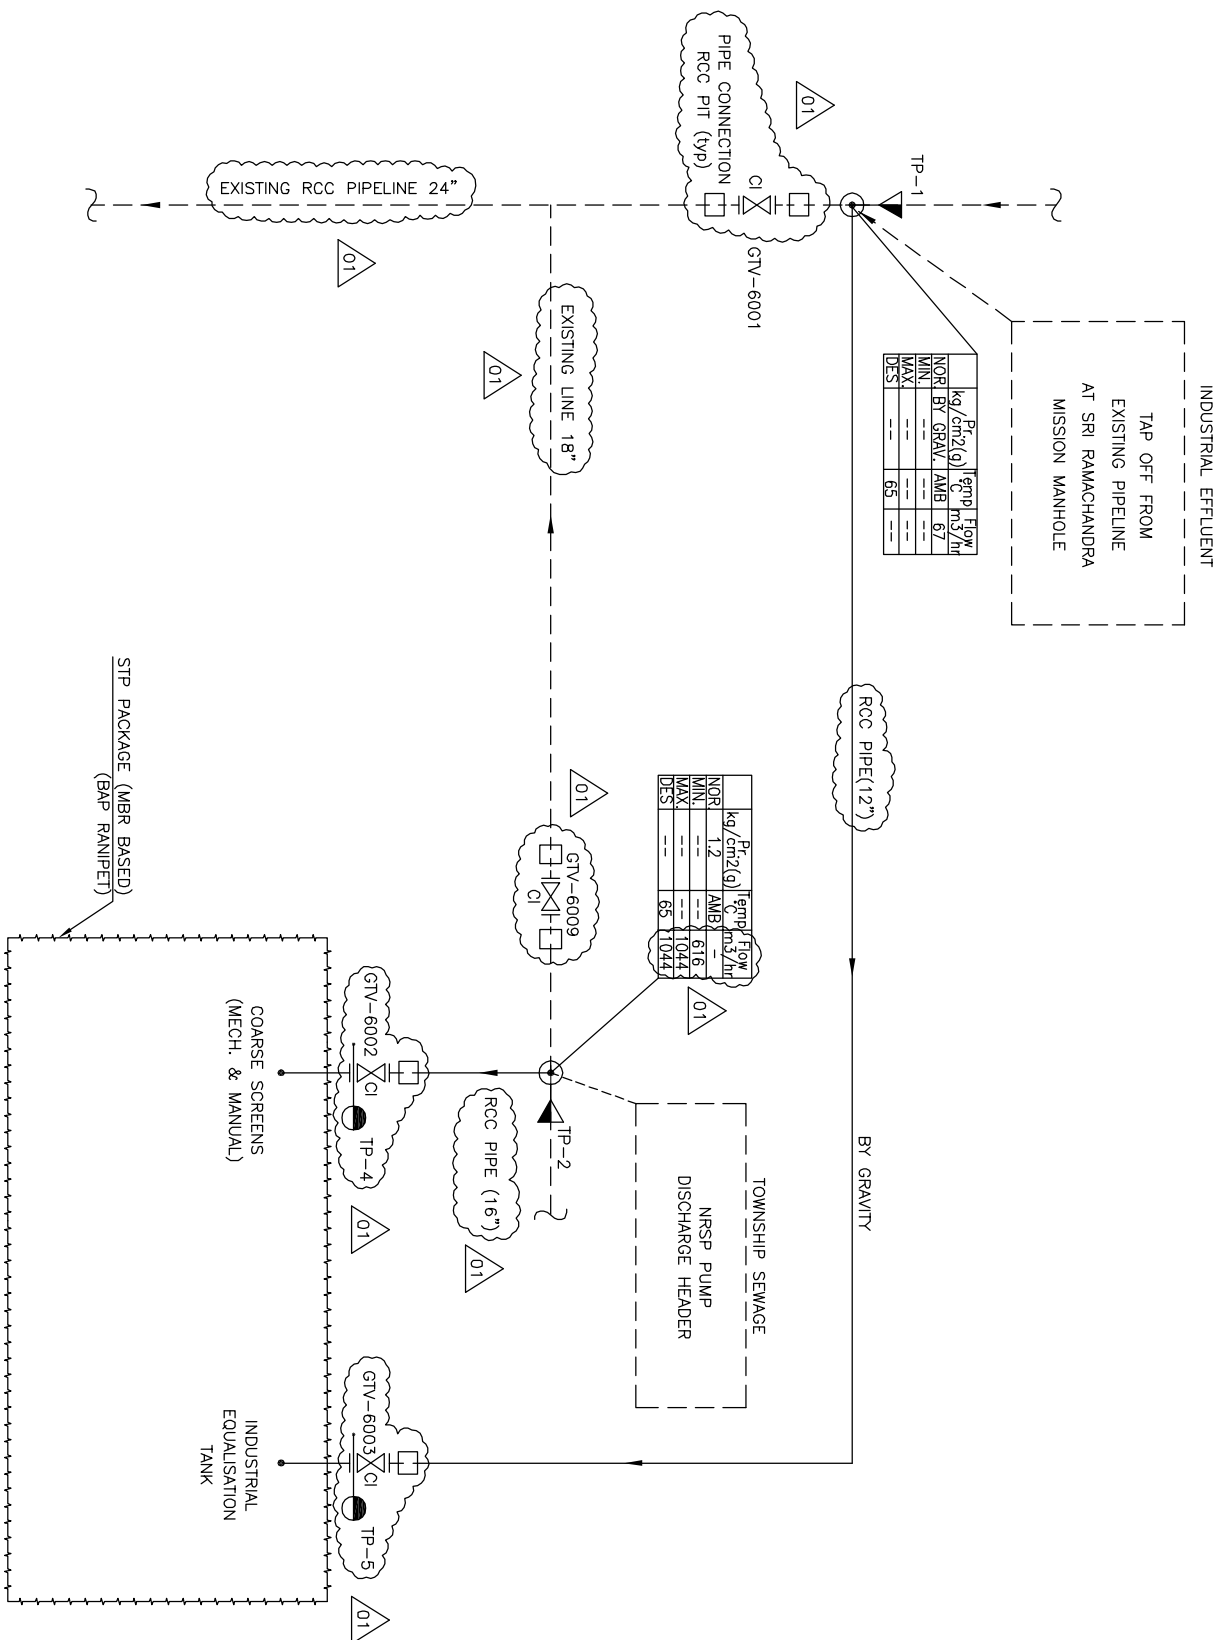 INDUSTRIAL EFFLUENT
TAP OFF FROM
EXISTING PIPELINE
AT SRI RAMACHANDRA
MISSION MANHOLE
TP-1
Pr. Temp Flow
kg/cm2(g) °C m3/hr
NOR. BY GRAV. AMB 67
MIN. -- -- --
MAX. -- -- --
DES -- 65 --
01
PIPE CONNECTION
RCC PIT (typ)
CI
GTV-6001
RCC PIPE(12")
BY GRAVITY
EXISTING RCC PIPELINE 24"
01
EXISTING LINE 18"
01
TOWNSHIP SEWAGE
NRSP PUMP
DISCHARGE HEADER
Pr. Temp Flow
kg/cm2(g) °C m3/hr
NOR. 1.2 AMB -
MIN. -- -- 616
MAX. -- -- 1044
DES -- 65 1044
01
01
GTV-6009
CI
TP-2
RCC PIPE (16")
01
GTV-6002
CI
TP-4
01
GTV-6003
CI
TP-5
01
COARSE SCREENS
(MECH. & MANUAL)
INDUSTRIAL
EQUALISATION
TANK
STP PACKAGE (MBR BASED)
(BAP RANIPET)